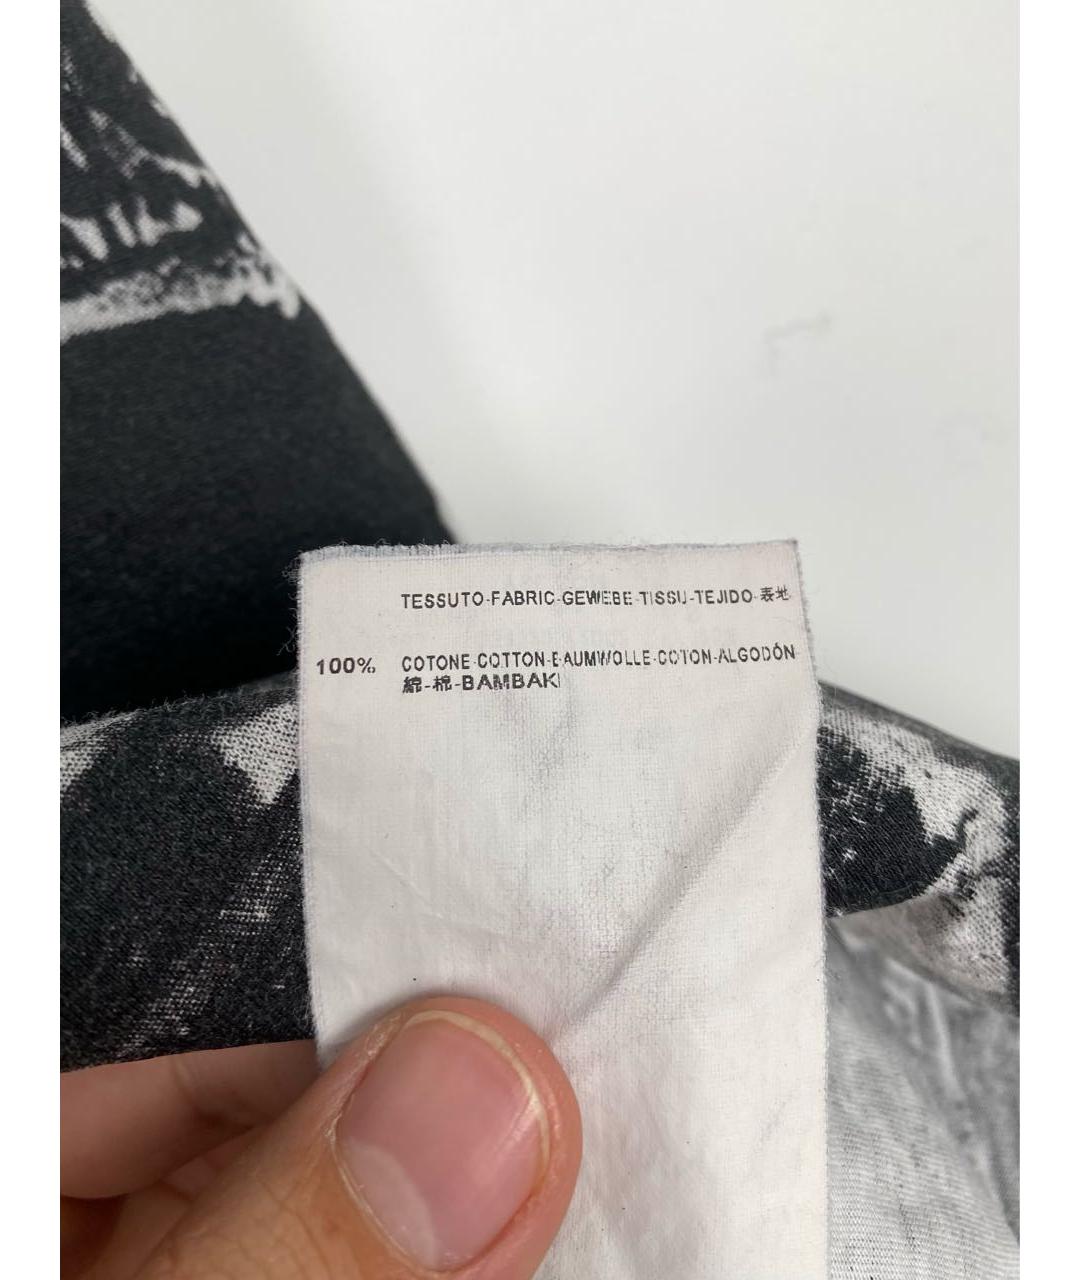 TESSUTO-FABRIC-GEWEBE-TISSU-TEJIDO-表地
100% COTONE-COTTON-BAUMWOLLE-COTON-ALGODÓN
綿-棉-BAMBAKI